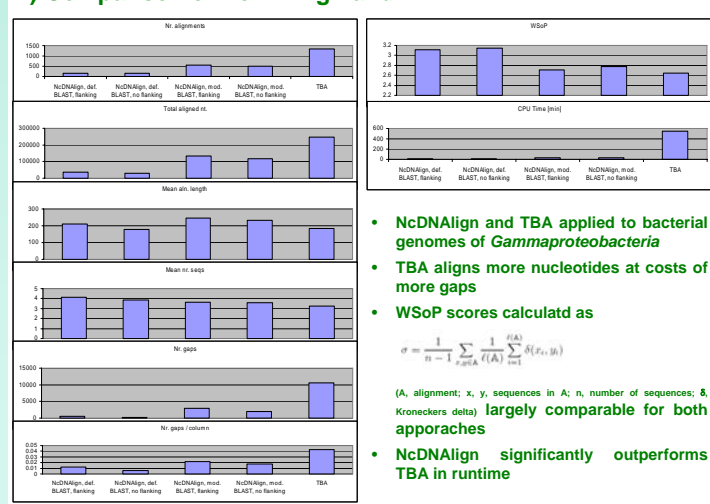 Nr. alignments
1500
1000
500
0
NcDNAlign, def. BLAST, flanking
NcDNAlign, def. BLAST, no flanking
NcDNAlign, mod. BLAST, flanking
NcDNAlign, mod. BLAST, no flanking
TBA
Total aligned nt.
300000
200000
100000
0
Mean aln. length
300
200
100
0
Mean nr. seqs
5
4
3
2
1
0
Nr. gaps
15000
10000
5000
0
Nr. gaps / column
0.05
0.04
0.03
0.02
0.01
0
NcDNAlign, def. BLAST, flanking
NcDNAlign, def. BLAST, no flanking
NcDNAlign, mod. BLAST, flanking
NcDNAlign, mod. BLAST, no flanking
TBA
WSoP
3.2
3
2.8
2.6
2.4
2.2
CPU Time [min]
600
400
200
0
NcDNAlign, def. BLAST, flanking
NcDNAlign, def. BLAST, no flanking
NcDNAlign, mod. BLAST, flanking
NcDNAlign, mod. BLAST, no flanking
TBA
• NcDNAlign and TBA applied to bacterial
genomes of Gammaproteobacteria
• TBA aligns more nucleotides at costs of
more gaps
• WSoP scores calculatd as
σ = 1/(n − 1) ∑ x,y∈A 1/ℓ(A) ∑ i=1 ℓ(A) δ(xi, yi)
(A, alignment; x, y, sequences in A; n, number of sequences; δ,
Kroneckers delta) largely comparable for both
apporaches
• NcDNAlign significantly outperforms
TBA in runtime